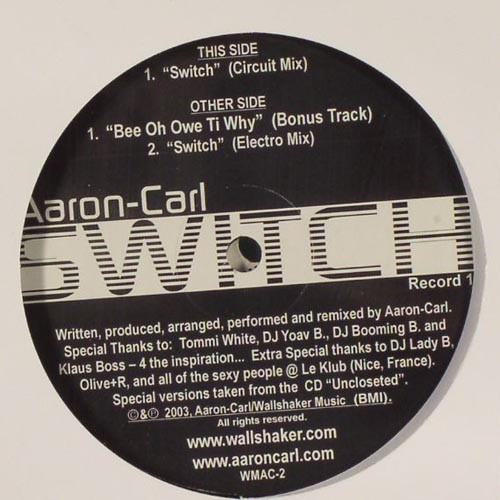 THIS SIDE
1. “Switch” (Circuit Mix)
OTHER SIDE
1. “Bee Oh Owe Ti Why” (Bonus Track)
2. “Switch” (Electro Mix)
Aaron-Carl
SWITCH
Record 1
Written, produced, arranged, performed and remixed by Aaron-Carl.
Special Thanks to: Tommi White, DJ Yoav B., DJ Booming B. and
Klaus Boss – 4 the inspiration... Extra Special thanks to DJ Lady B,
Olive+R, and all of the sexy people @ Le Klub (Nice, France).
Special versions taken from the CD “Uncloseted”.
©&℗ 2003, Aaron-Carl/Wallshaker Music (BMI).
All rights reserved.
www.wallshaker.com
www.aaroncarl.com
WMAC-2